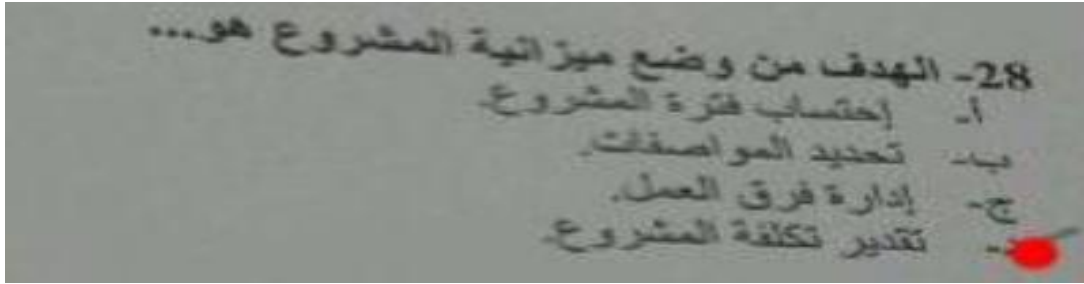 28- الهدف من وضع ميزانية المشروع هو...
أ- إحتساب فترة المشروع.
ب- تحديد المواصفات.
ج- إدارة فرق العمل.
د- تقدير تكلفة المشروع.